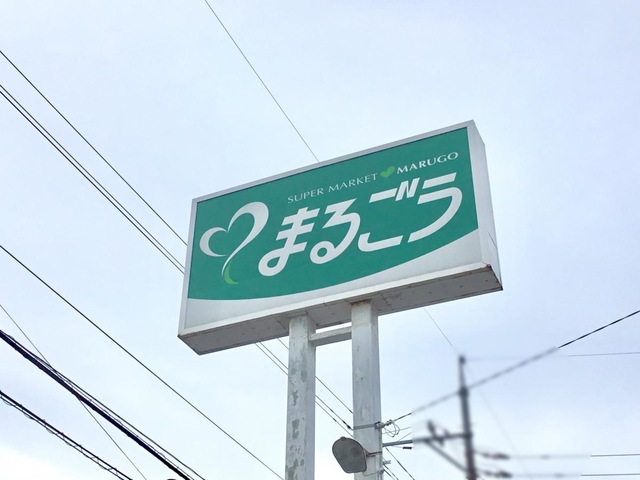 SUPER MARKET MARUGO
まるごう